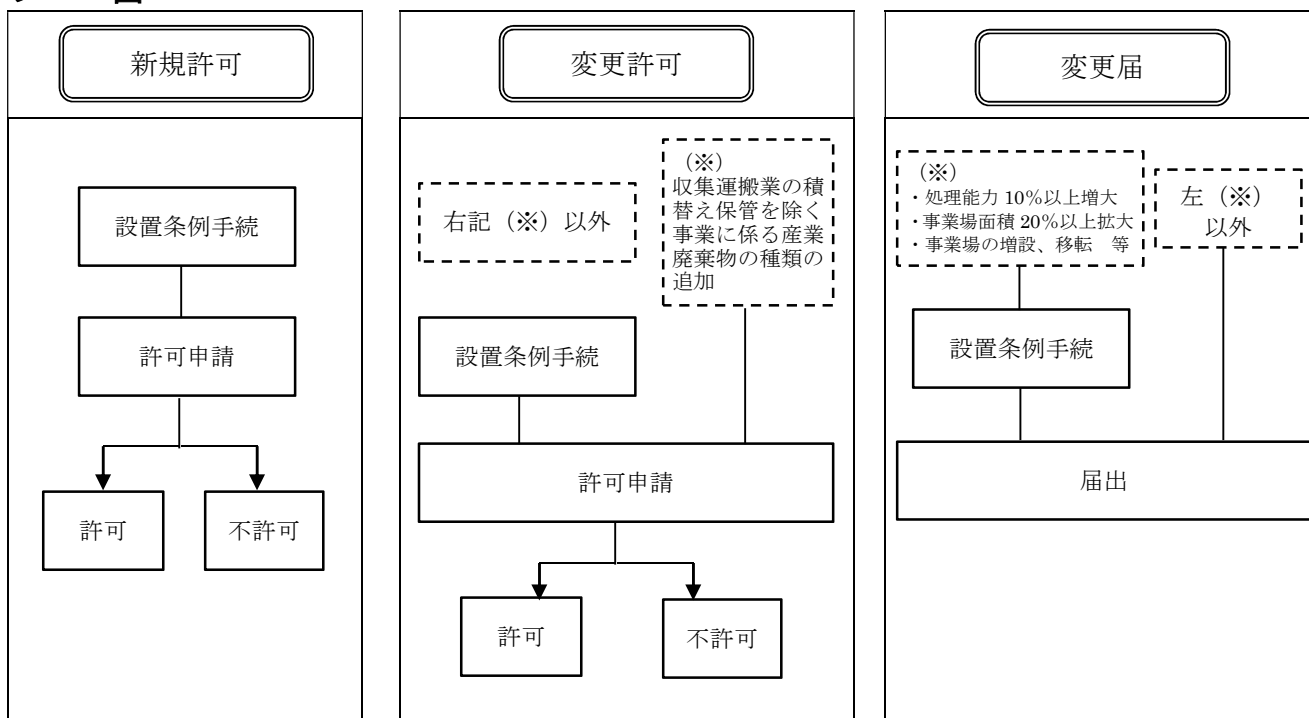 新規許可
設置条例手続
許可申請
許可
不許可
変更許可
右記（※）以外
（※）
収集運搬業の積
替え保管を除く
事業に係る産業
廃棄物の種類の
追加
設置条例手続
許可申請
許可
不許可
変更届
（※）
・処理能力 10％以上増大
・事業場面積 20％以上拡大
・事業場の増設、移転　等
左（※）
以外
設置条例手続
届出